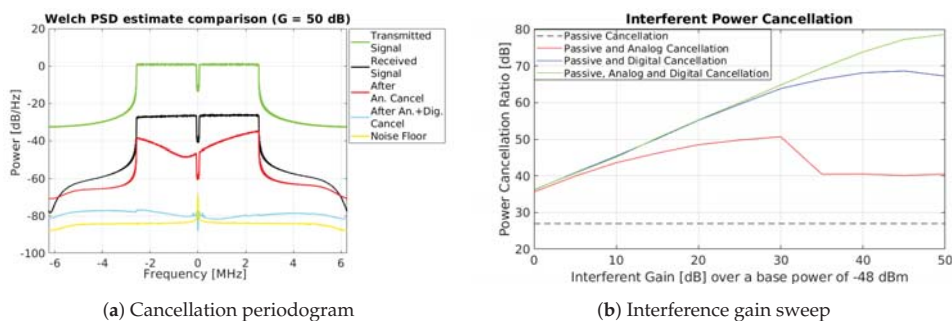 Welch PSD estimate comparison (G = 50 dB)
Power [dB/Hz]
20
0
-20
-40
-60
-80
-100
-6
-4
-2
0
2
4
6
Frequency [MHz]
Transmitted
Signal
Received
Signal
After
An. Cancel
After An.+Dig.
Cancel
Noise Floor
(a) Cancellation periodogram
Interferent Power Cancellation
Power Cancellation Ratio [dB]
80
70
60
50
40
30
20
0
10
20
30
40
50
Passive Cancellation
Passive and Analog Cancellation
Passive and Digital Cancellation
Passive, Analog and Digital Cancellation
Interferent Gain [dB] over a base power of -48 dBm
(b) Interference gain sweep